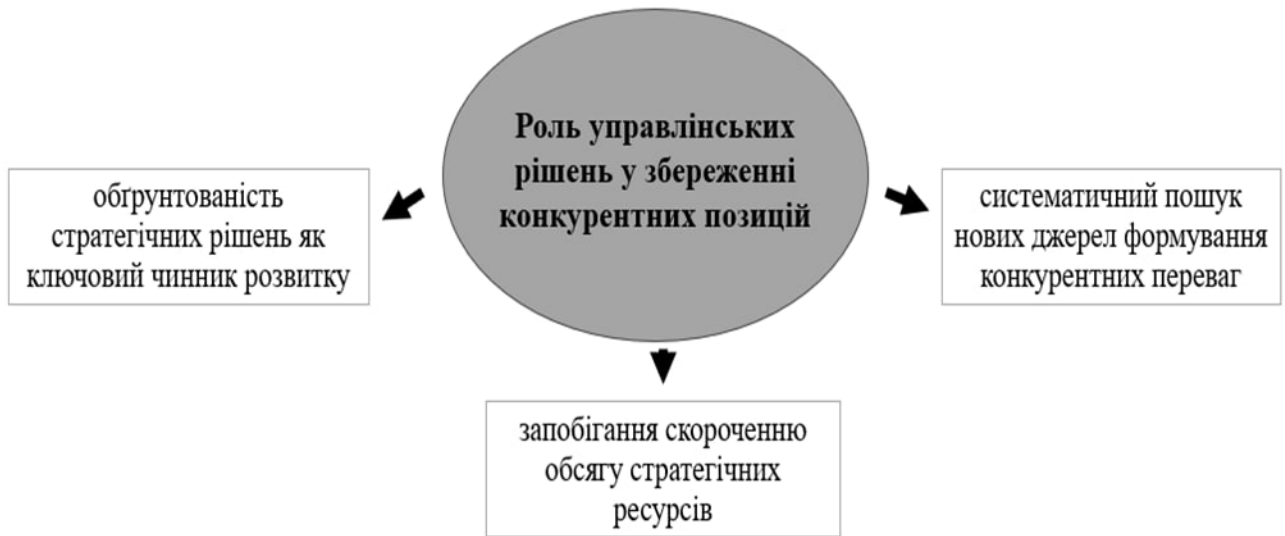 Роль управлінських
рішень у збереженні
конкурентних позицій
обґрунтованість
стратегічних рішень як
ключовий чинник розвитку
систематичний пошук
нових джерел формування
конкурентних переваг
запобігання скороченню
обсягу стратегічних
ресурсів